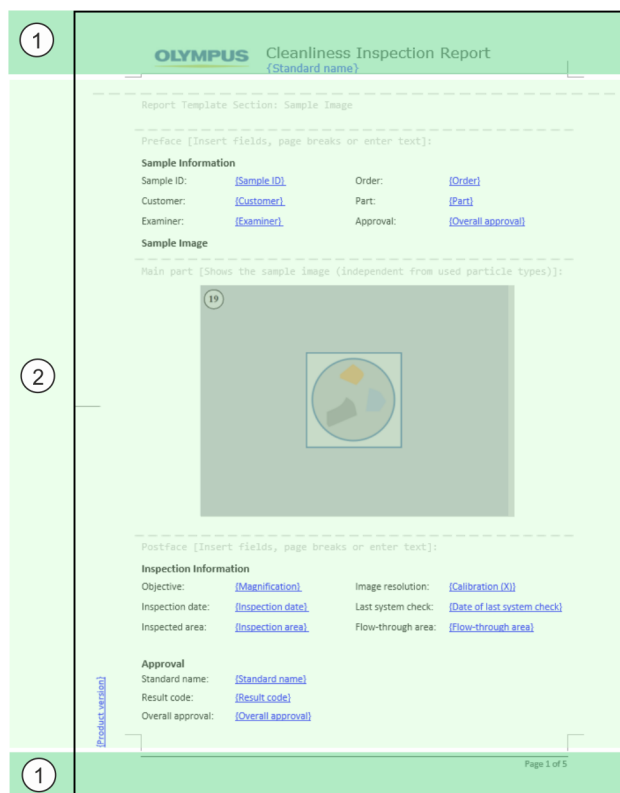 1
OLYMPUS Cleanliness Inspection Report
{Standard name}
Report Template Section: Sample Image
Preface [Insert fields, page breaks or enter text]:
Sample Information
Sample ID: {Sample ID} Order: {Order}
Customer: {Customer} Part: {Part}
Examiner: {Examiner} Approval: {Overall approval}
Sample Image
Main part [Shows the sample image (independent from used particle types)]:
19
2
Postface [Insert fields, page breaks or enter text]:
Inspection Information
Objective: {Magnification} Image resolution: {Calibration (X)}
Inspection date: {Inspection date} Last system check: {Date of last system check}
Inspected area: {Inspection area} Flow-through area: {Flow-through area}
Approval
Standard name: {Standard name}
Result code: {Result code}
Overall approval: {Overall approval}
{Product version}
Page 1 of 5
1